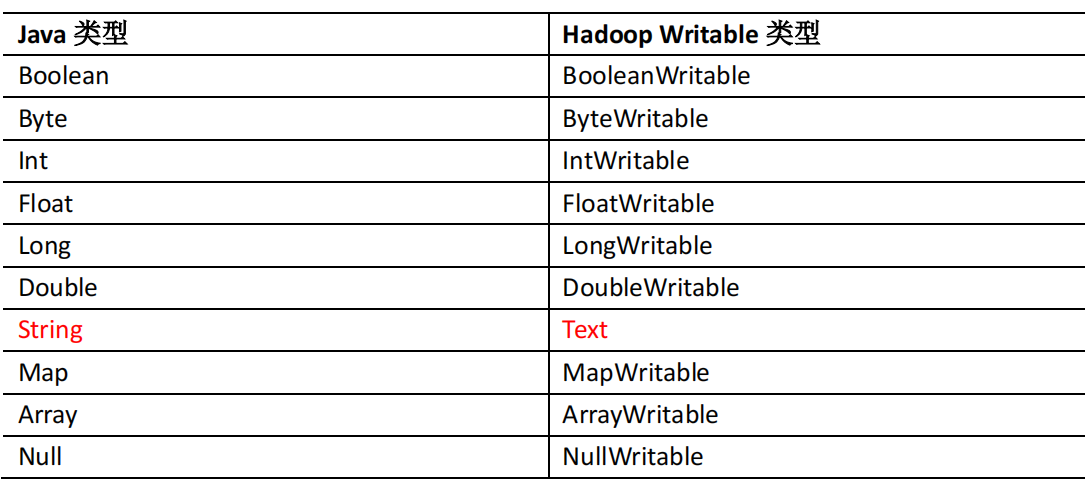 Java 类型 Hadoop Writable 类型
Boolean BooleanWritable
Byte ByteWritable
Int IntWritable
Float FloatWritable
Long LongWritable
Double DoubleWritable
String Text
Map MapWritable
Array ArrayWritable
Null NullWritable